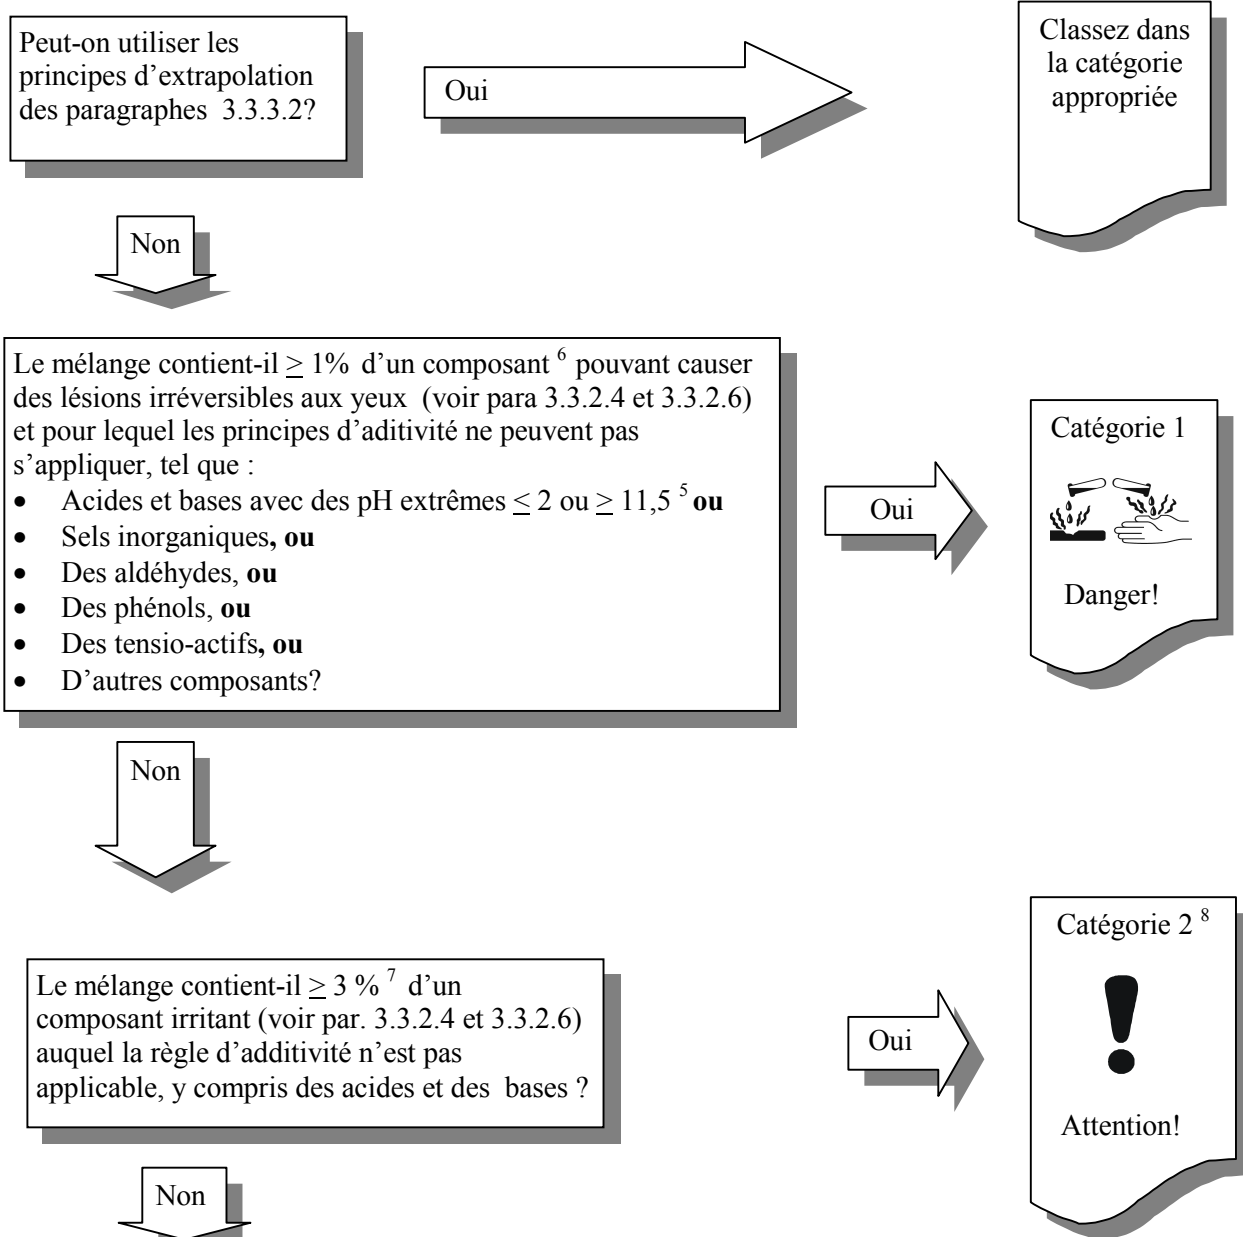 Peut-on utiliser les
principes d'extrapolation
des paragraphes 3.3.3.2?
Oui
Classez dans
la catégorie
appropriée
Non
Le mélange contient-il ≥ 1% d'un composant 6 pouvant causer
des lésions irréversibles aux yeux (voir para 3.3.2.4 et 3.3.2.6)
et pour lequel les principes d'aditivité ne peuvent pas
s'appliquer, tel que :
• Acides et bases avec des pH extrêmes ≤ 2 ou ≥ 11,5 5 ou
• Sels inorganiques, ou
• Des aldéhydes, ou
• Des phénols, ou
• Des tensio-actifs, ou
• D'autres composants?
Oui
Catégorie 1
Danger!
Non
Le mélange contient-il ≥ 3 % 7 d'un
composant irritant (voir par. 3.3.2.4 et 3.3.2.6)
auquel la règle d'additivité n'est pas
applicable, y compris des acides et des bases ?
Oui
Catégorie 2 8
Attention!
Non